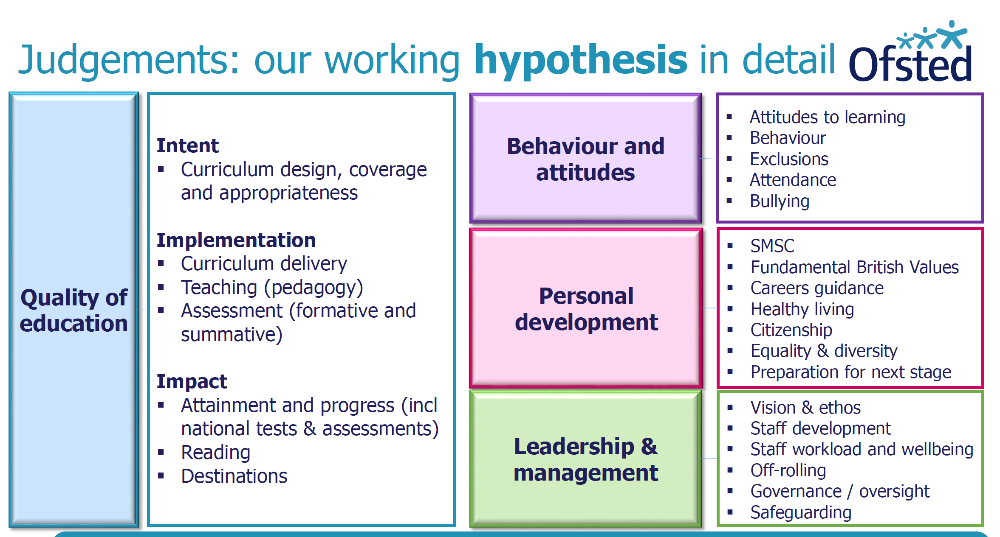 Judgements: our working hypothesis in detail
Ofsted
Quality of
education
Intent
▪ Curriculum design, coverage
and appropriateness
Implementation
▪ Curriculum delivery
▪ Teaching (pedagogy)
▪ Assessment (formative and
summative)
Impact
▪ Attainment and progress (incl
national tests & assessments)
▪ Reading
▪ Destinations
Behaviour and
attitudes
▪ Attitudes to learning
▪ Behaviour
▪ Exclusions
▪ Attendance
▪ Bullying
Personal
development
▪ SMSC
▪ Fundamental British Values
▪ Careers guidance
▪ Healthy living
▪ Citizenship
▪ Equality & diversity
▪ Preparation for next stage
Leadership &
management
▪ Vision & ethos
▪ Staff development
▪ Staff workload and wellbeing
▪ Off-rolling
▪ Governance / oversight
▪ Safeguarding